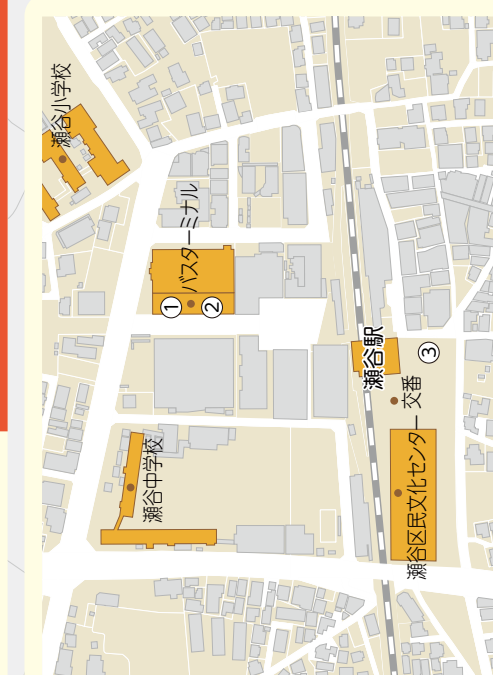 瀬谷小学校
バスターミナル
①
②
瀬谷駅
③
交番
瀬谷中学校
瀬谷区民文化センター